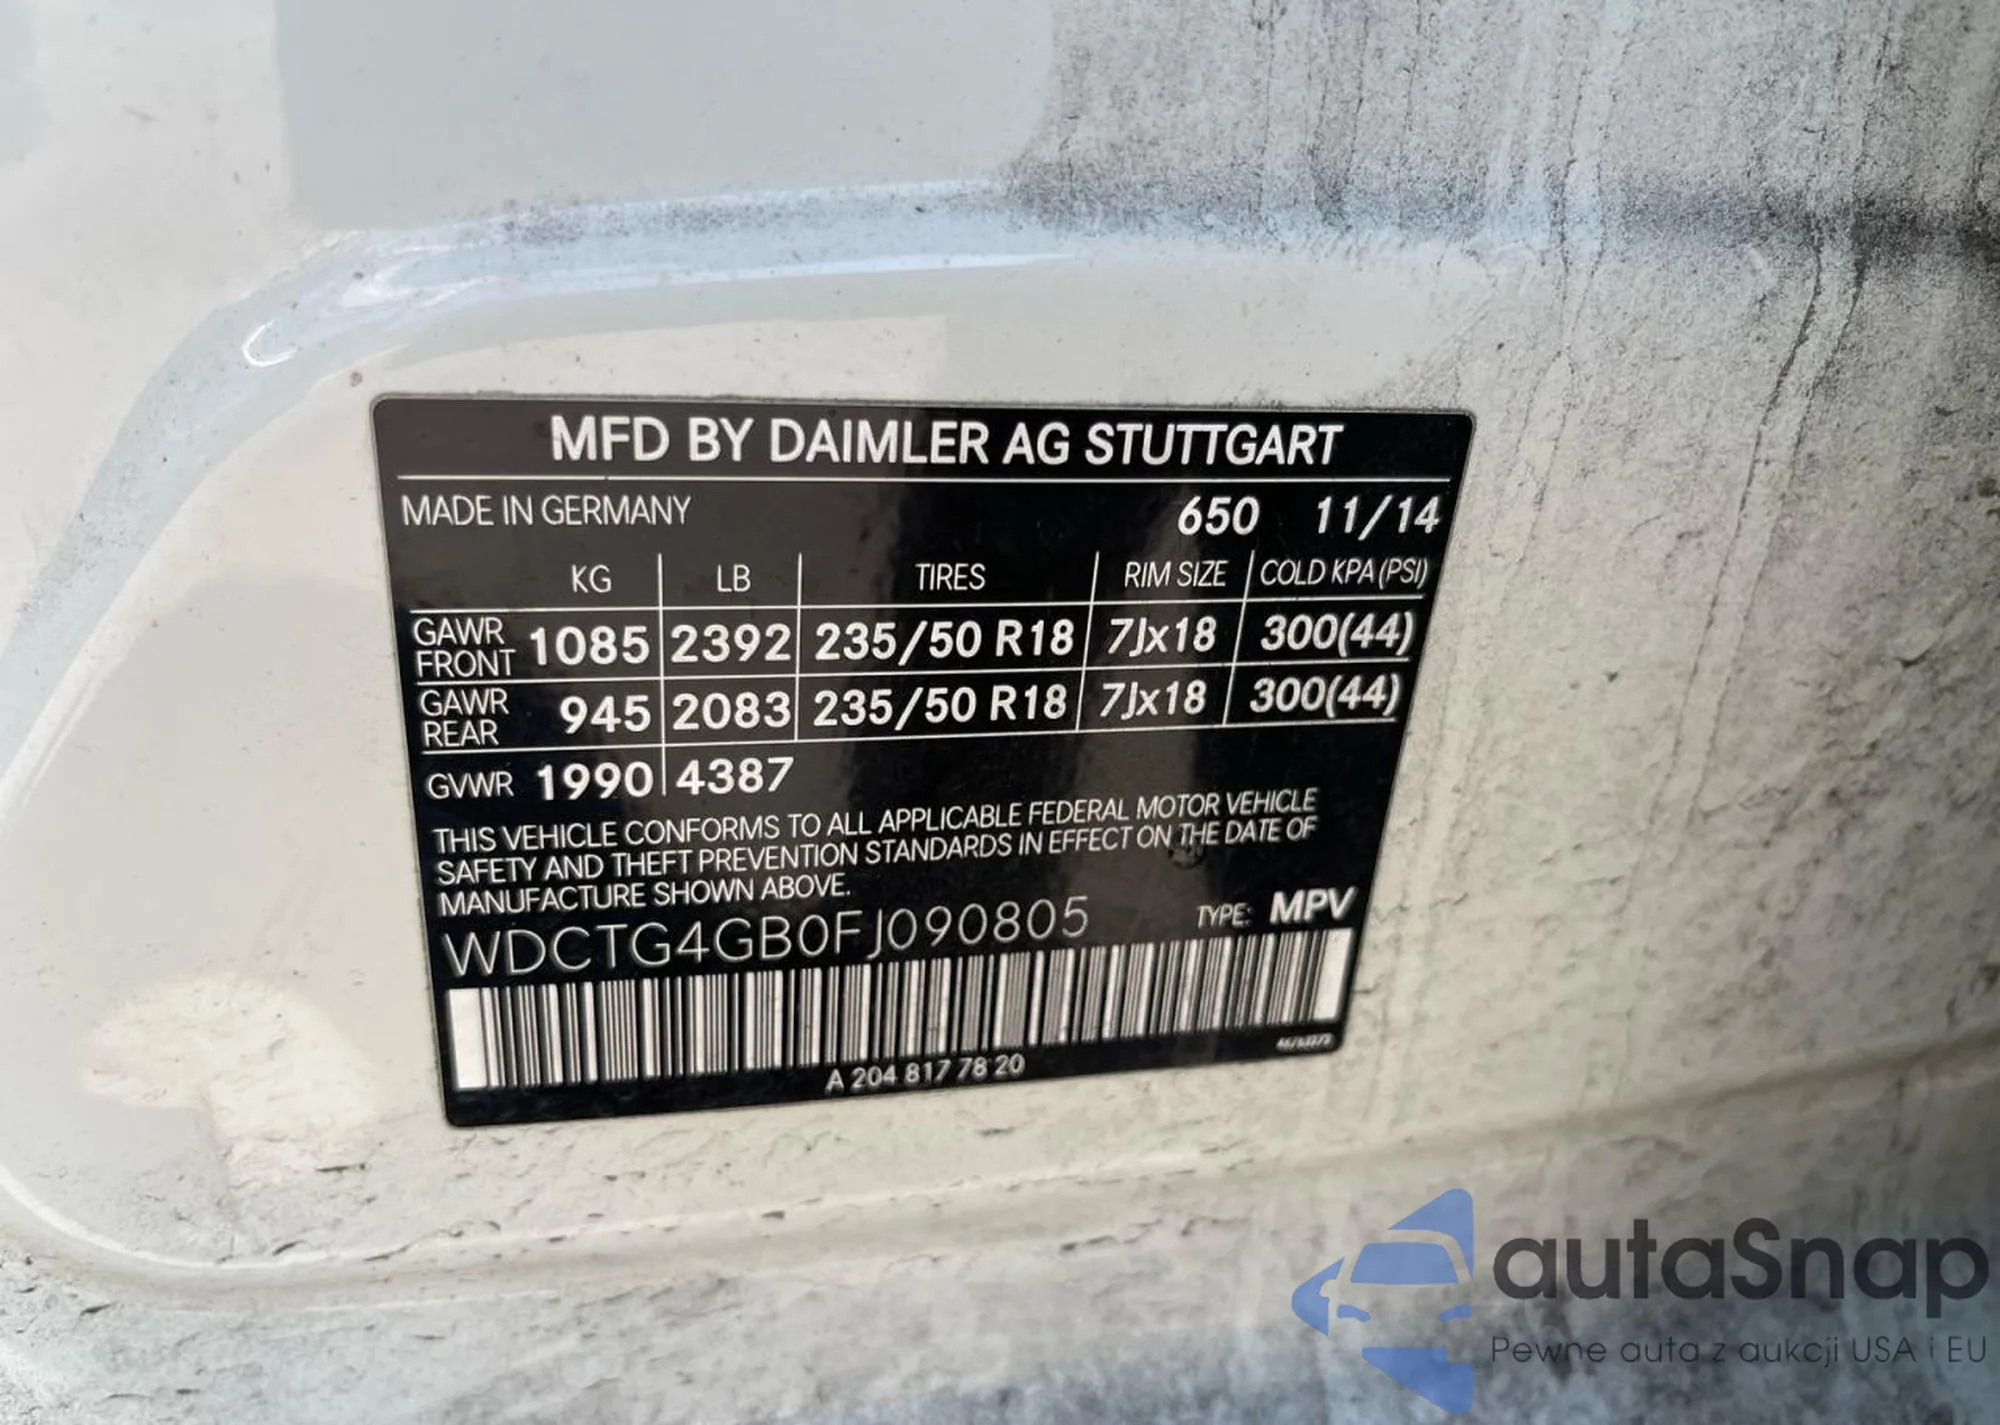 MFD BY DAIMLER AG STUTTGART
MADE IN GERMANY 650 11/14
KG LB TIRES RIM SIZE COLD KPA (PSI)
GAWR FRONT 1085 2392 235/50 R18 7Jx18 300(44)
GAWR REAR 945 2083 235/50 R18 7Jx18 300(44)
GVWR 1990 4387
THIS VEHICLE CONFORMS TO ALL APPLICABLE FEDERAL MOTOR VEHICLE
SAFETY AND THEFT PREVENTION STANDARDS IN EFFECT ON THE DATE OF
MANUFACTURE SHOWN ABOVE.
WDCTG4GB0FJ090805 TYPE: MPV
A 204 817 78 20
autaSnap
Pewne auta z aukcji USA i EU